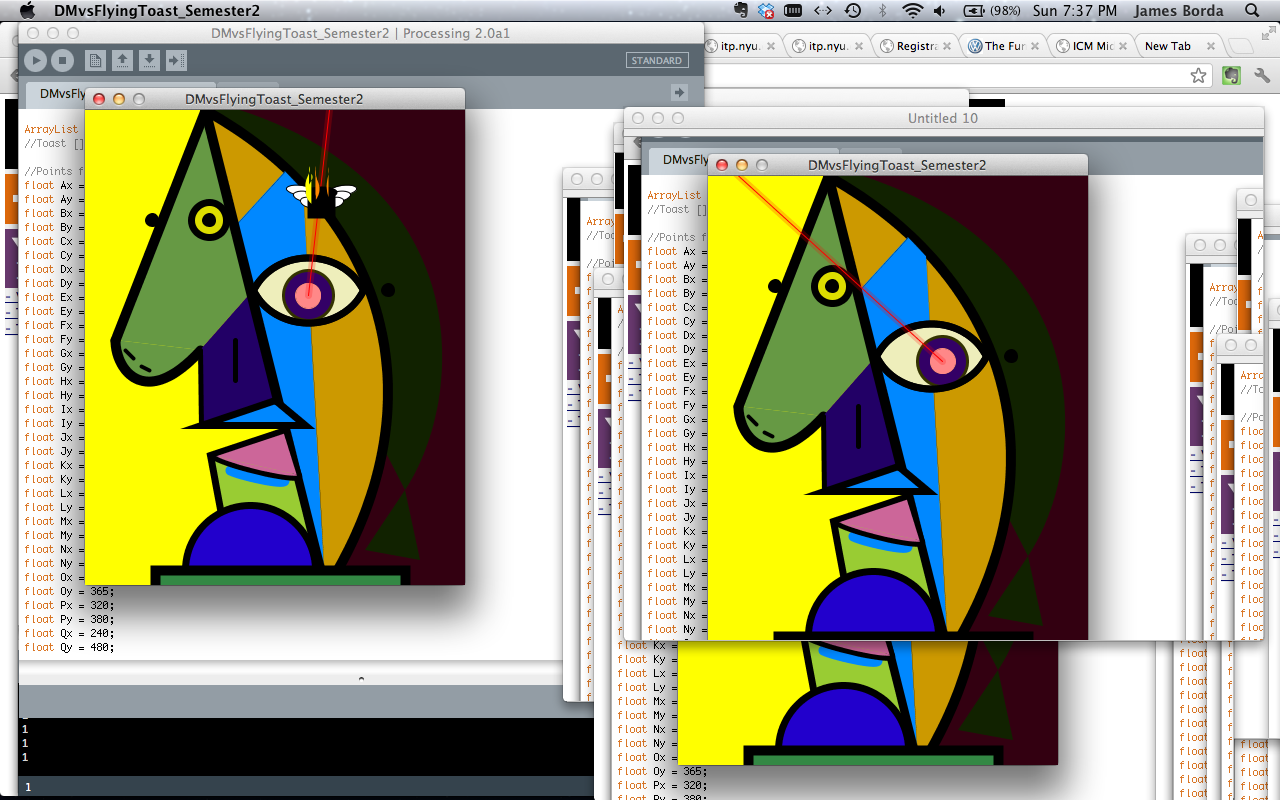 DMvsFlyingToast_Semester2
(98%) Sun 7:37 PM James Borda
DMvsFlyingToast_Semester2 | Processing 2.0a1
itp.nyu.
itp.nyu.
Registra
The Fur
ICM Mic
New Tab
STANDARD
DMvsFly
DMvsFlyingToast_Semester2
ArrayList
//Toast []
//Points f
float Ax =
float Ay =
float Bx =
float By =
float Cx =
float Cy =
float Dx =
float Dy =
float Ex =
float Ey =
float Fx =
float Fy =
float Gx =
float Gy =
float Hx =
float Hy =
float Ix =
float Iy =
float Jx =
float Jy =
float Kx =
float Ky =
float Lx =
float Ly =
float Mx =
float My =
float Nx =
float Ny =
float Ox =
float Oy = 365;
float Px = 320;
float Py = 380;
float Qx = 240;
float Qy = 480;
1
1
1
1
Untitled 10
DMvsFly
DMvsFlyingToast_Semester2
ArrayList
//Toast []
//Points f
float Ax =
float Ay =
float Bx =
float By =
float Cx =
float Cy =
float Dx =
float Dy =
float Ex =
float Ey =
float Fx =
float Fy =
float Gx =
float Gy =
float Hx =
float Hy =
float Ix =
float Iy =
float Jx =
float Jy =
float Kx =
float Ky =
float Lx =
float Ly =
float Mx =
float My =
float Nx =
float Ny =
float Kx =
float Ky =
float Lx =
float Ly =
float Mx =
float My =
float Nx =
float Ny =
float Ox =
float Oy = 365;
float Px = 320;
float Py = 380;